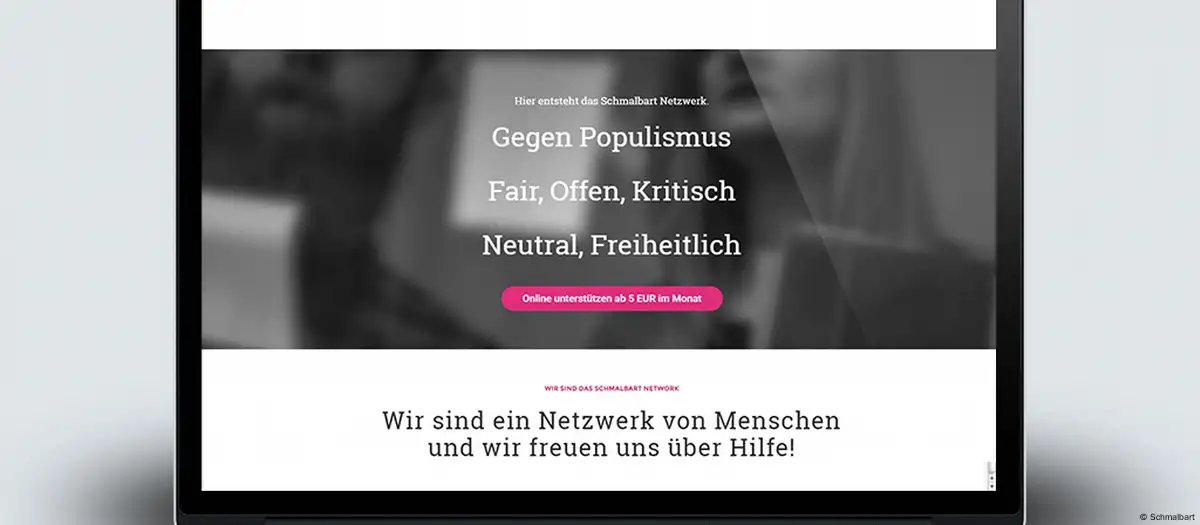 Hier entsteht das Schmalbart Netzwerk.
Gegen Populismus
Fair, Offen, Kritisch
Neutral, Freiheitlich
Online unterstützen ab 5 EUR im Monat
WIR SIND DAS SCHMALBART NETWORK
Wir sind ein Netzwerk von Menschen
und wir freuen uns über Hilfe!
© Schmalbart